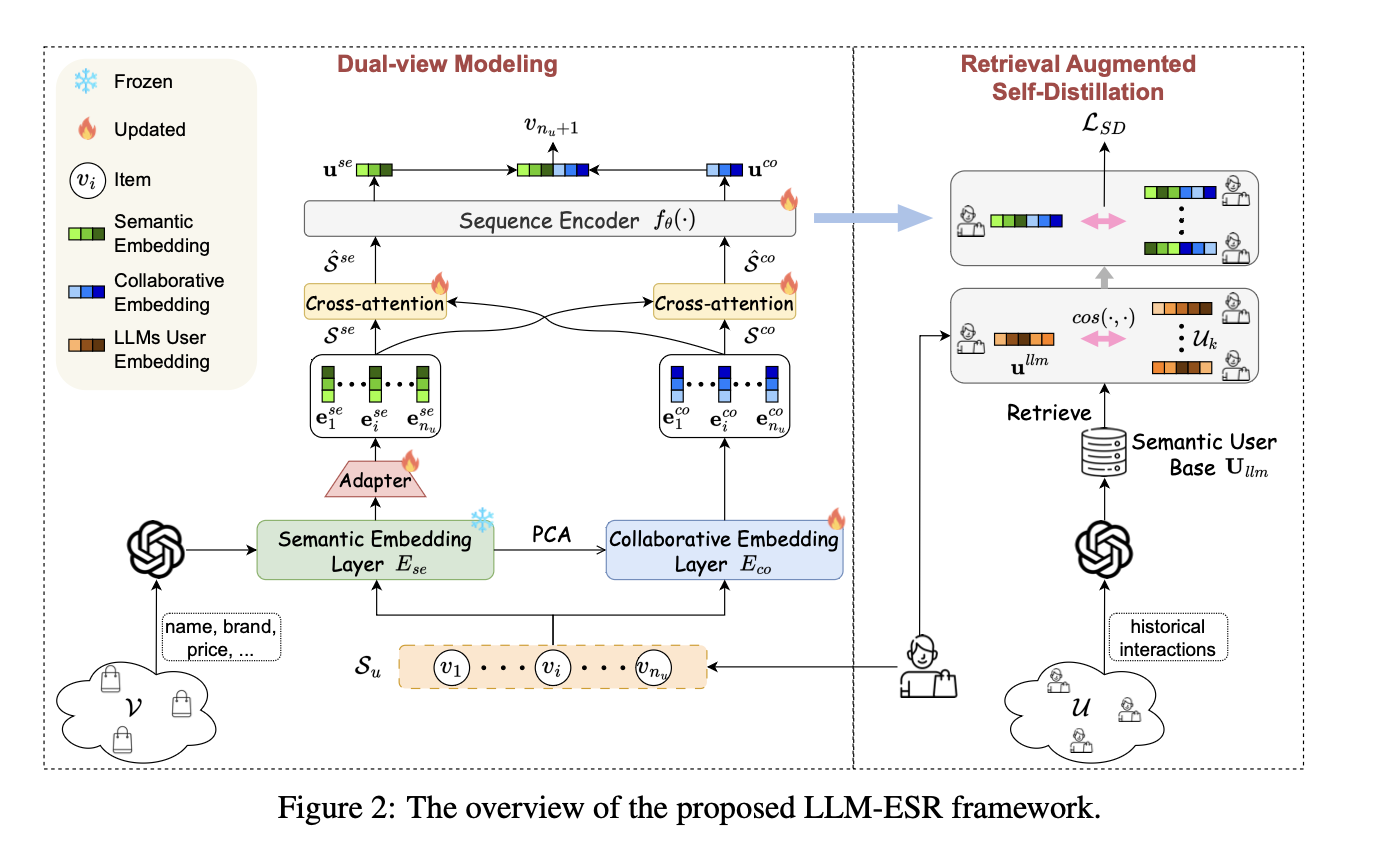 Dual-view Modeling
Retrieval Augmented
Self-Distillation
Frozen
Updated
v_i Item
Semantic
Embedding
Collaborative
Embedding
LLMs User
Embedding
v_{n_u+1}
u^{se}
u^{co}
Sequence Encoder f_θ(·)
Ŝ^{se}
Ŝ^{co}
Cross-attention
Cross-attention
S^{se}
S^{co}
e_1^{se} e_i^{se} e_{n_u}^{se}
e_1^{co} e_i^{co} e_{n_u}^{co}
Adapter
Semantic Embedding
Layer E_{se}
PCA
Collaborative Embedding
Layer E_{co}
name, brand,
price, ...
V
S_u v_1 ··· v_i ··· v_{n_u}
L_{SD}
cos(·,·)
u^{llm}
U_k
Retrieve
Semantic User
Base U_{llm}
historical
interactions
U
Figure 2: The overview of the proposed LLM-ESR framework.